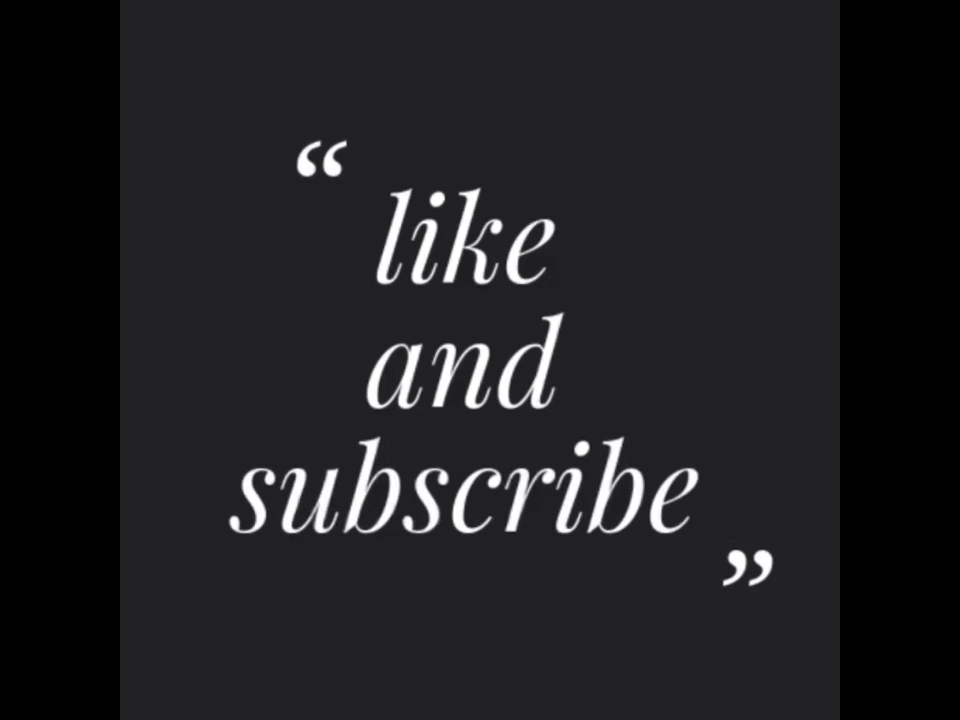 “ like
and
subscribe ”